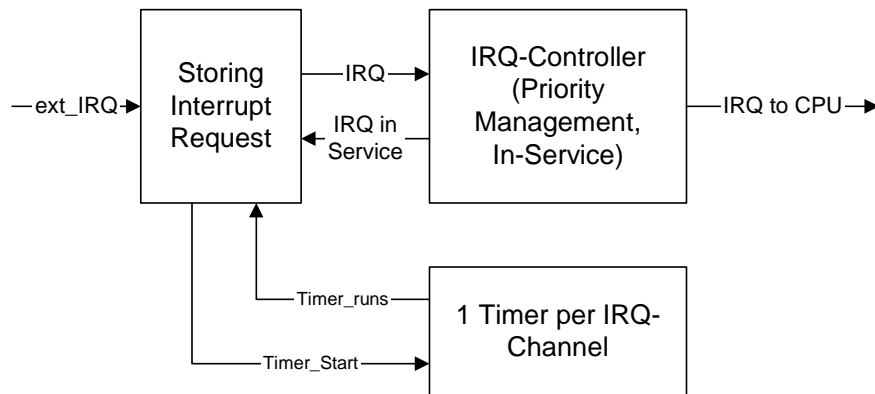 ext_IRQ
Storing
Interrupt
Request
IRQ
IRQ in
Service
IRQ-Controller
(Priority
Management,
In-Service)
IRQ to CPU
Timer_runs
Timer_Start
1 Timer per IRQ-
Channel